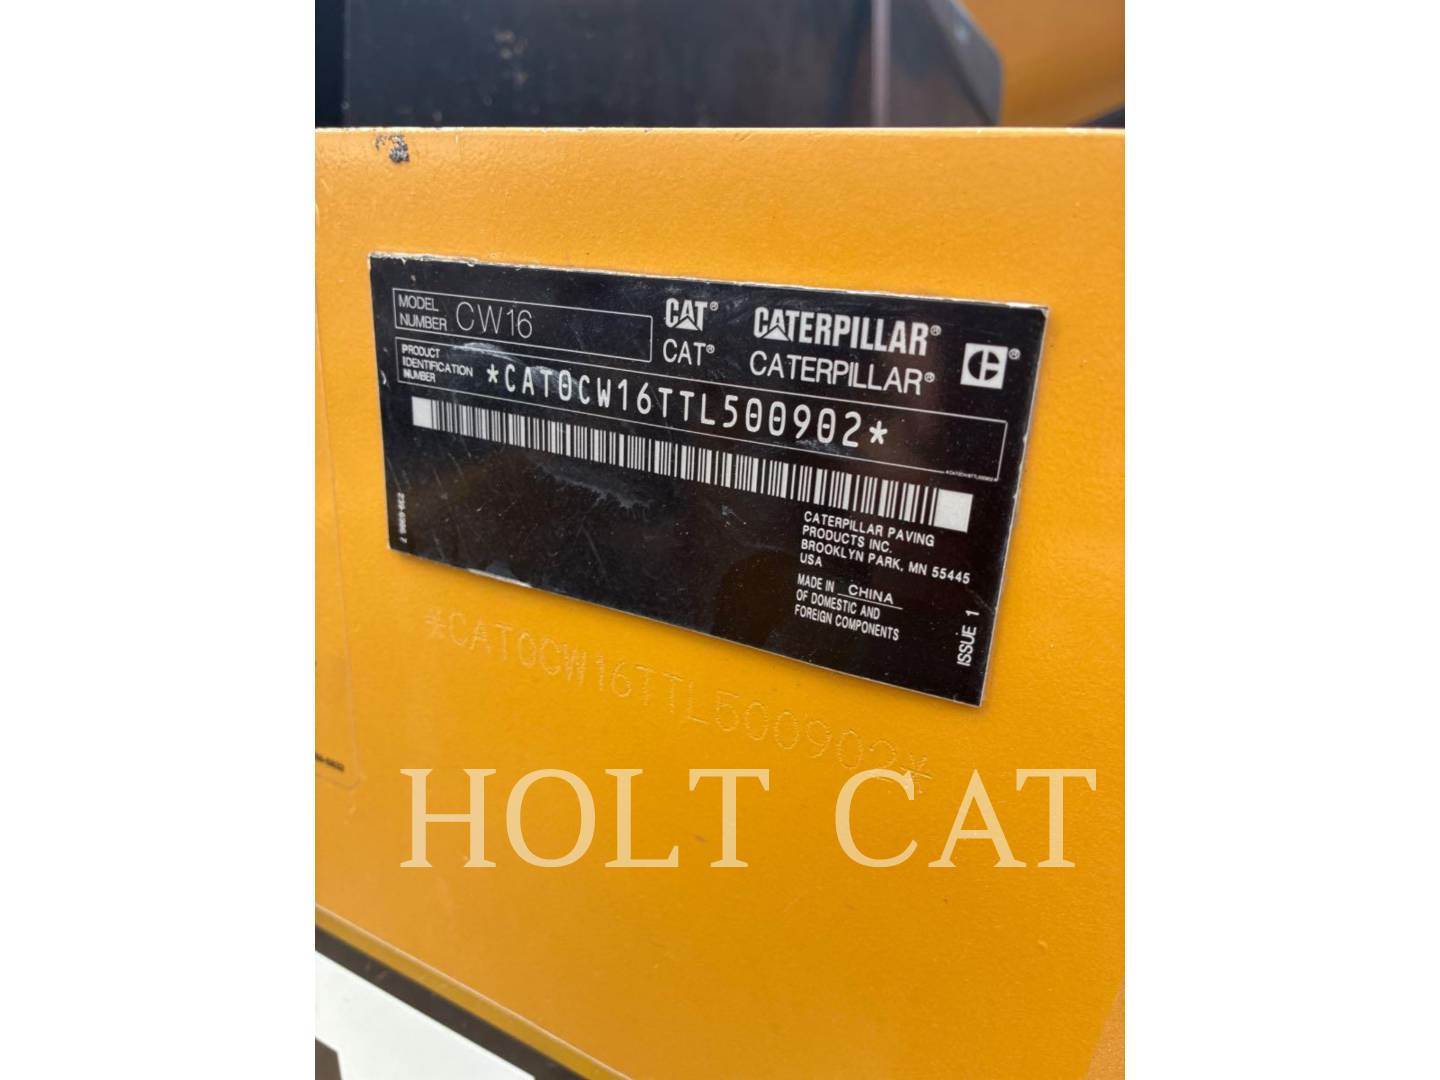 MODEL NUMBER CW16
CAT® CATERPILLAR®
CAT® CATERPILLAR®
PRODUCT
IDENTIFICATION
NUMBER
*CAT0CW16TTL500902*
CATERPILLAR PAVING
PRODUCTS INC.
BROOKLYN PARK, MN 55445
USA
MADE IN CHINA
OF DOMESTIC AND
FOREIGN COMPONENTS
ISSUE 1
*CAT0CW16TTL500902*
HOLT CAT